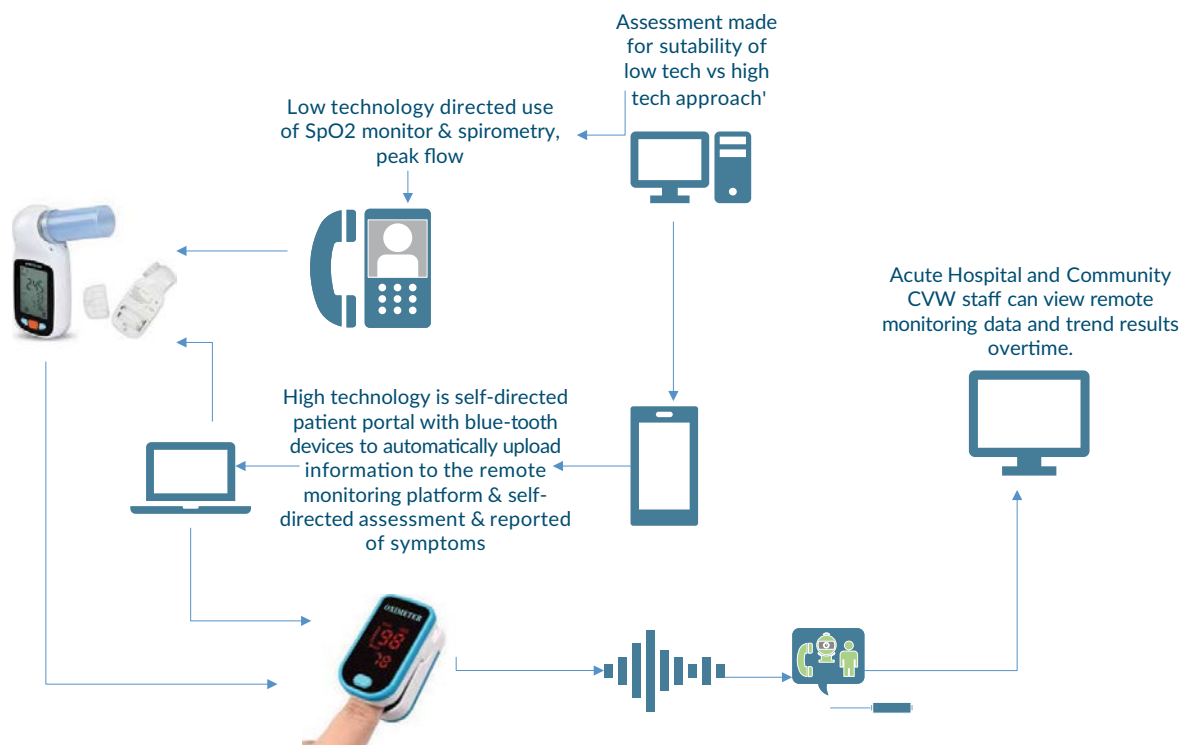 Assessment made
for sutability of
low tech vs high
tech approach'
Low technology directed use
of SpO2 monitor & spirometry,
peak flow
Acute Hospital and Community
CVW staff can view remote
monitoring data and trend results
overtime.
High technology is self-directed
patient portal with blue-tooth
devices to automatically upload
information to the remote
monitoring platform & self-
directed assessment & reported
of symptoms
245
OXIMETER
98
78